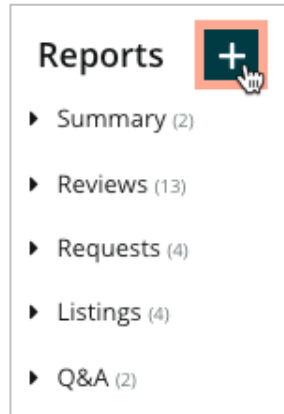 Reports +
Summary (2)
Reviews (13)
Requests (4)
Listings (4)
Q&A (2)